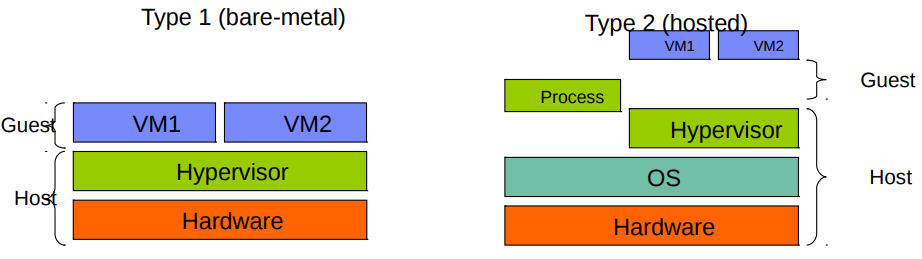 Type 1 (bare-metal)
Guest
VM1
VM2
Host
Hypervisor
Hardware
Type 2 (hosted)
VM1
VM2
Guest
Process
Hypervisor
Host
OS
Hardware